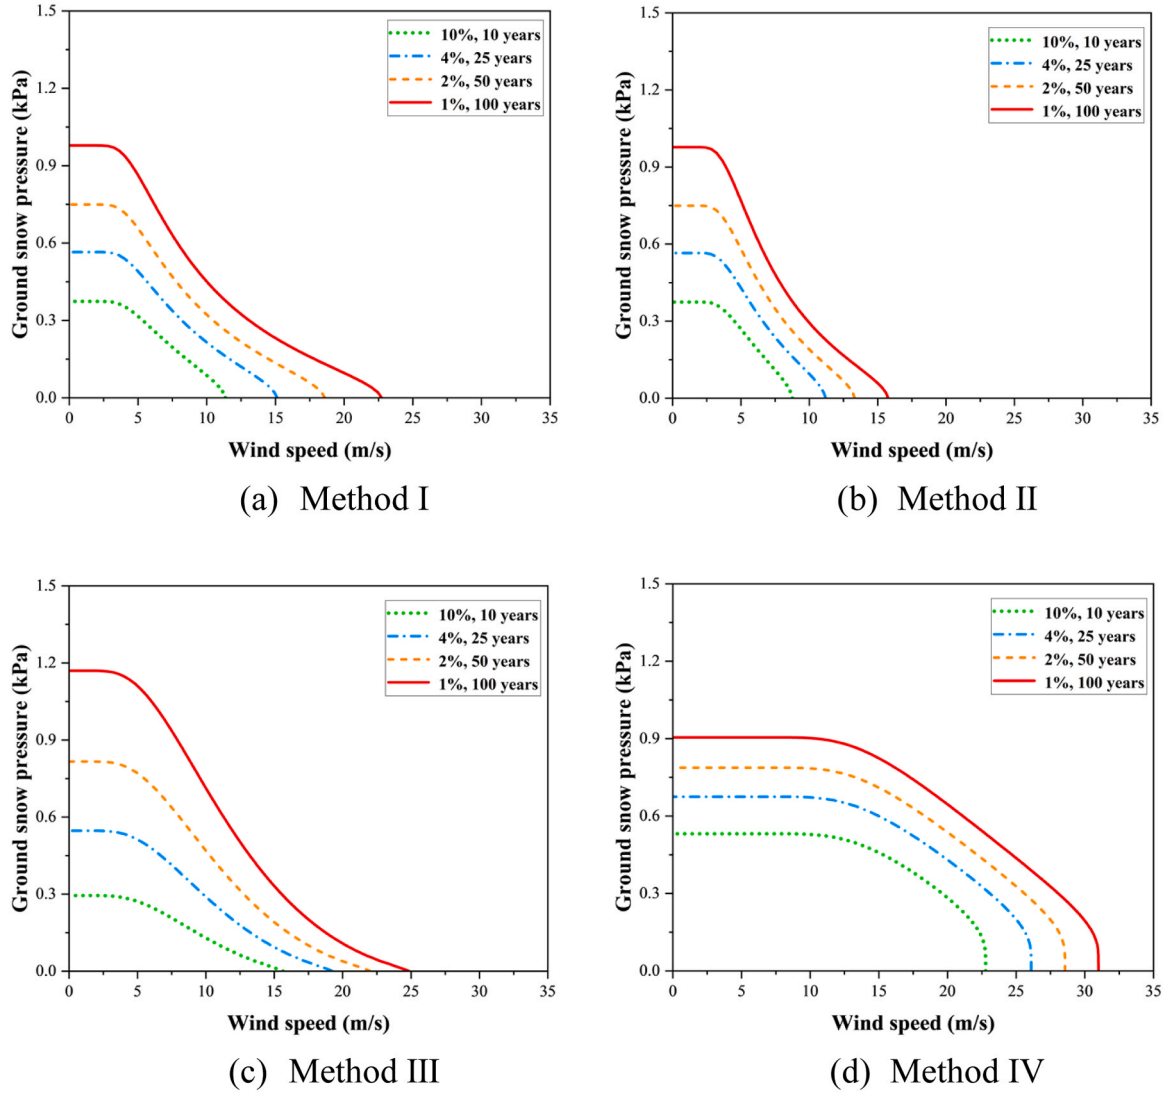 1.5
1.2
0.9
0.6
0.3
0.0
Ground snow pressure (kPa)
10%, 10 years
4%, 25 years
2%, 50 years
1%, 100 years
0 5 10 15 20 25 30 35
Wind speed (m/s)
(a) Method I
1.5
1.2
0.9
0.6
0.3
0.0
Ground snow pressure (kPa)
10%, 10 years
4%, 25 years
2%, 50 years
1%, 100 years
0 5 10 15 20 25 30 35
Wind speed (m/s)
(b) Method II
1.5
1.2
0.9
0.6
0.3
0.0
Ground snow pressure (kPa)
10%, 10 years
4%, 25 years
2%, 50 years
1%, 100 years
0 5 10 15 20 25 30 35
Wind speed (m/s)
(c) Method III
1.5
1.2
0.9
0.6
0.3
0.0
Ground snow pressure (kPa)
10%, 10 years
4%, 25 years
2%, 50 years
1%, 100 years
0 5 10 15 20 25 30 35
Wind speed (m/s)
(d) Method IV